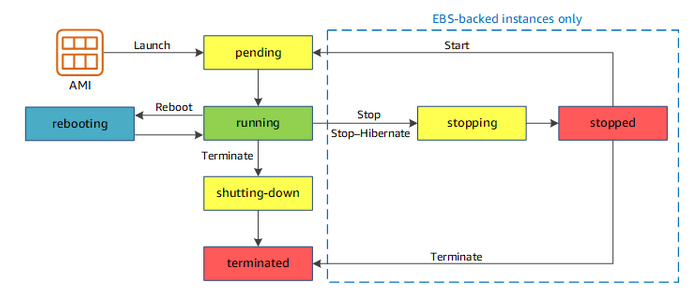 EBS-backed instances only
Launch
pending
Start
AMI
Reboot
rebooting
running
Stop
Stop–Hibernate
stopping
stopped
Terminate
shutting-down
terminated
Terminate